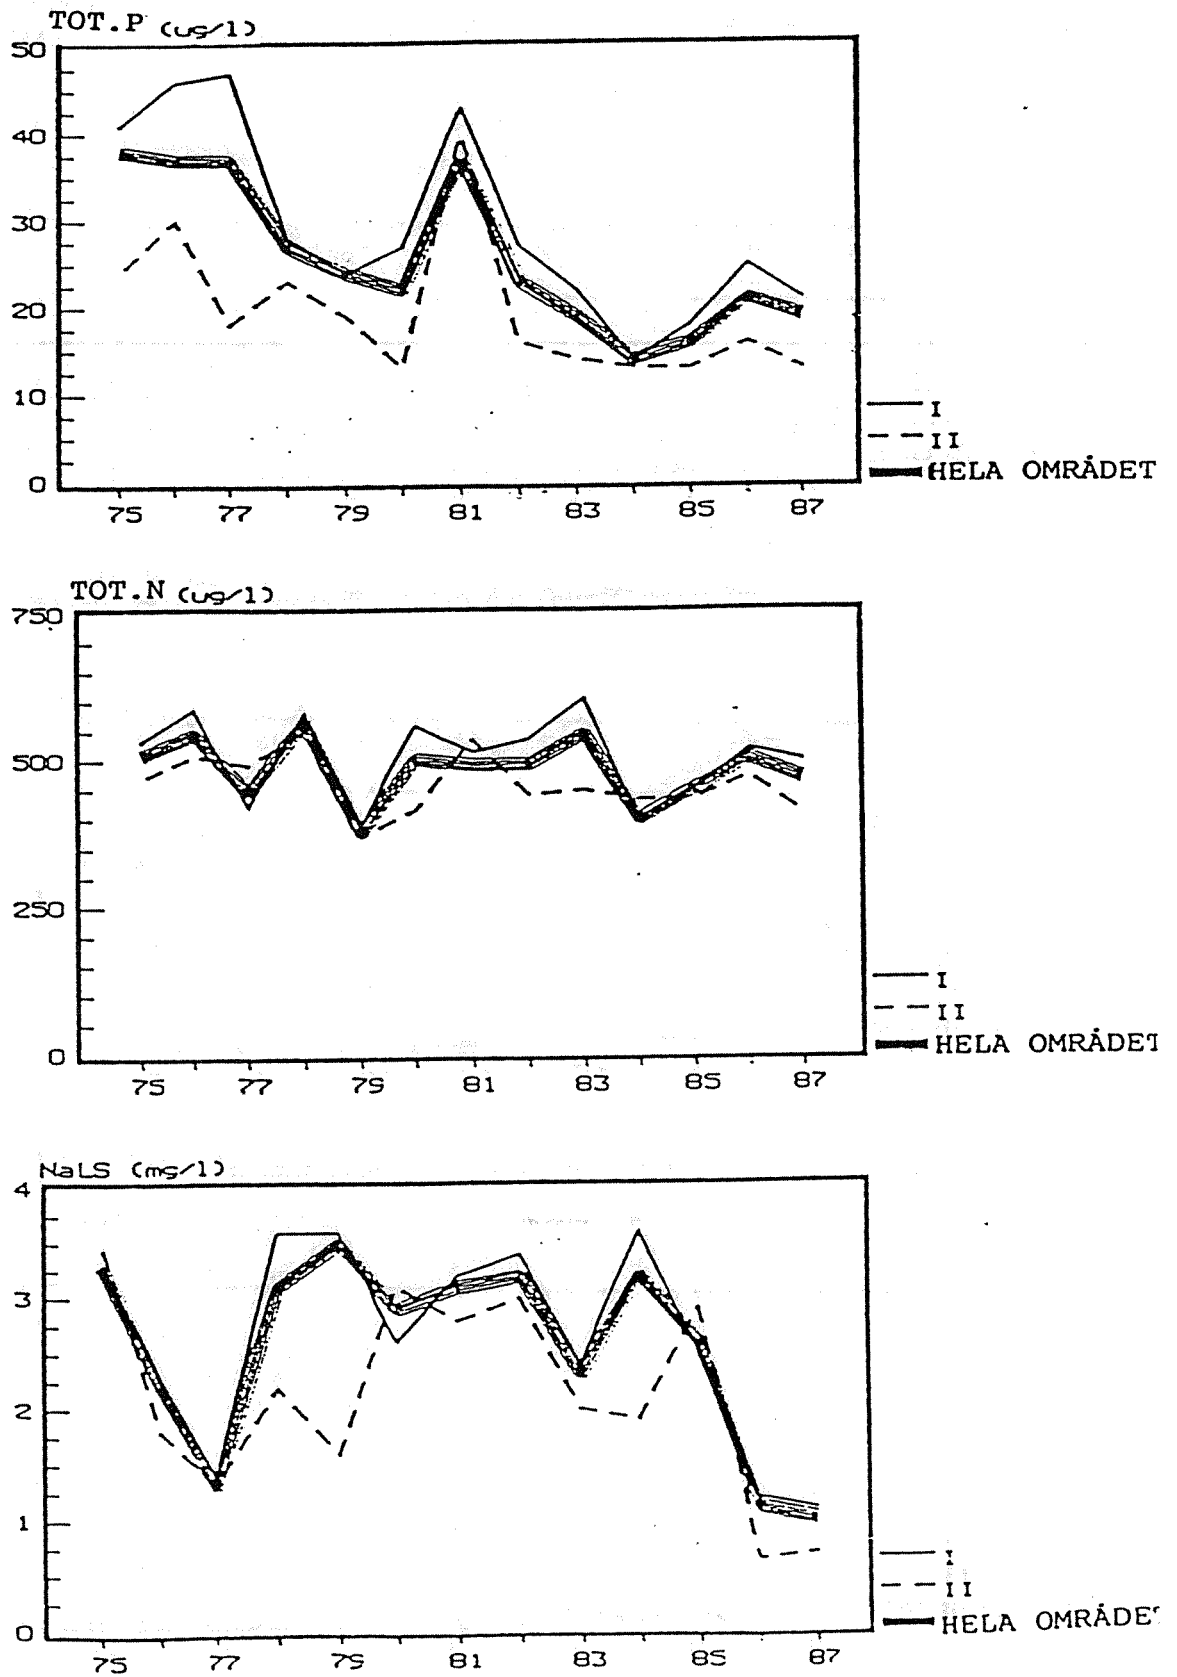 TOT.P (ug/l)
50
40
30
20
10
0
75 77 79 81 83 85 87
I
II
HELA OMRÅDET
TOT.N (ug/l)
750
500
250
0
75 77 79 81 83 85 87
I
II
HELA OMRÅDET
NaLS (mg/l)
4
3
2
1
0
75 77 79 81 83 85 87
I
II
HELA OMRÅDET